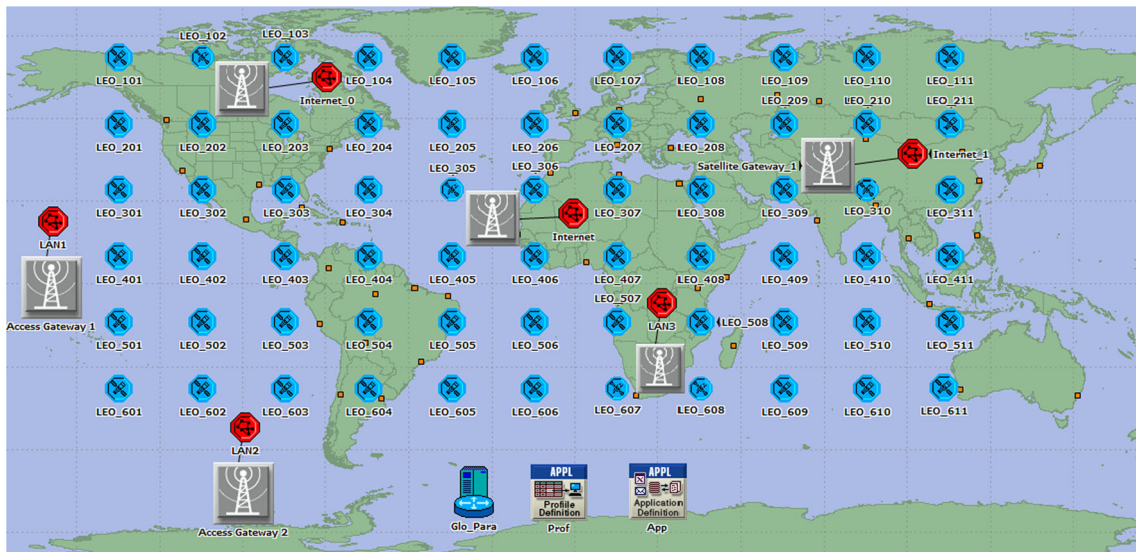 LEO_102
LEO_103
LEO_101
LEO_104
LEO_105
LEO_106
LEO_107
LEO_108
LEO_109
LEO_110
LEO_111
Internet_0
LEO_209
LEO_210
LEO_211
LEO_201
LEO_202
LEO_203
LEO_204
LEO_205
LEO_206
LEO_207
LEO_208
Internet_1
LEO_305
LEO_306
Satellite Gateway_1
LEO_301
LEO_302
LEO_303
LEO_304
LEO_307
LEO_308
LEO_309
LEO_310
LEO_311
LAN1
Internet
LEO_401
LEO_402
LEO_403
LEO_404
LEO_405
LEO_406
LEO_407
LEO_408
LEO_409
LEO_410
LEO_411
LEO_507
Access Gateway 1
LAN3
LEO_508
LEO_501
LEO_502
LEO_503
LEO_504
LEO_505
LEO_506
LEO_509
LEO_510
LEO_511
LEO_601
LEO_602
LEO_603
LEO_604
LEO_605
LEO_606
LEO_607
LEO_608
LEO_609
LEO_610
LEO_611
LAN2
APPL
Profile
Definition
APPL
Application
Definition
Access Gateway 2
Glo_Para
Prof
App